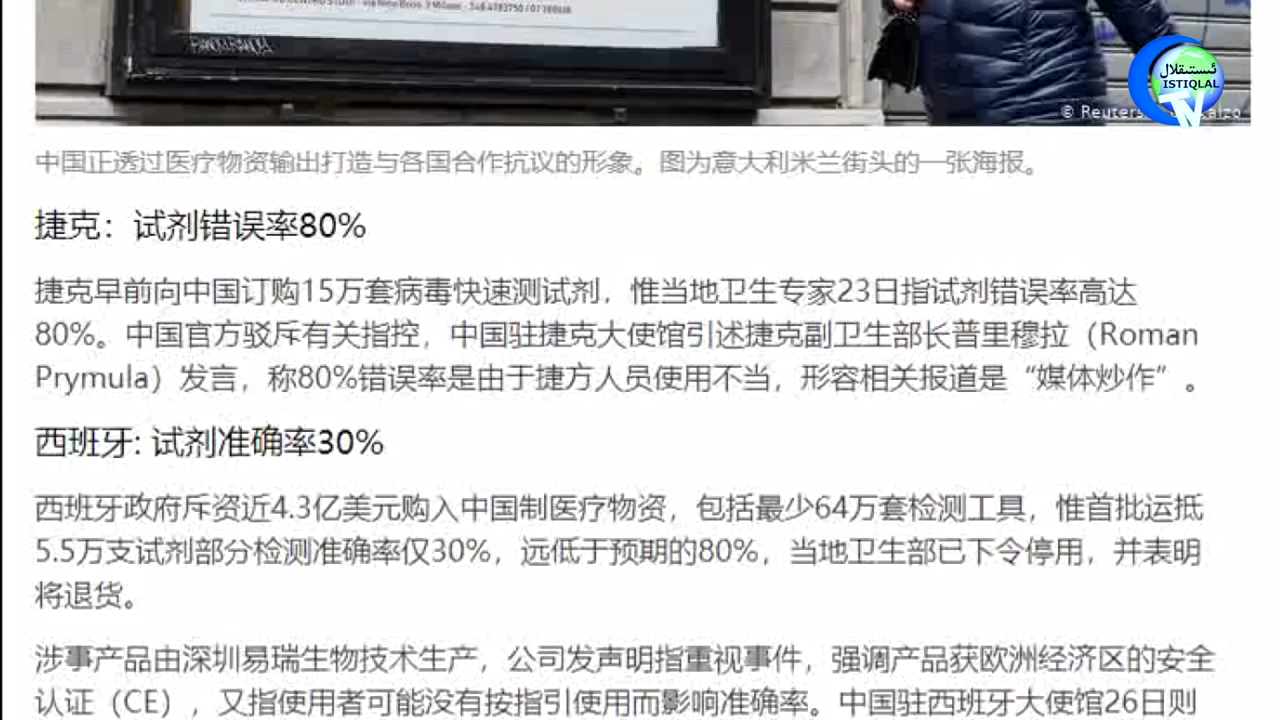 ئىستىقلال
ISTIQLAL
TV
© Reuters
中国正透过医疗物资输出打造与各国合作抗议的形象。图为意大利米兰街头的一张海报。
捷克：试剂错误率80%
捷克早前向中国订购15万套病毒快速测试剂，惟当地卫生专家23日指试剂错误率高达
80%。中国官方驳斥有关指控，中国驻捷克大使馆引述捷克副卫生部长普里穆拉（Roman
Prymula）发言，称80%错误率是由于捷方人员使用不当，形容相关报道是“媒体炒作”。
西班牙: 试剂准确率30%
西班牙政府斥资近4.3亿美元购入中国制医疗物资，包括最少64万套检测工具，惟首批运抵
5.5万支试剂部分检测准确率仅30%，远低于预期的80%，当地卫生部已下令停用，并表明
将退货。
涉事产品由深圳易瑞生物技术生产，公司发声明指重视事件，强调产品获欧洲经济区的安全
认证（CE），又指使用者可能没有按指引使用而影响准确率。中国驻西班牙大使馆26日则